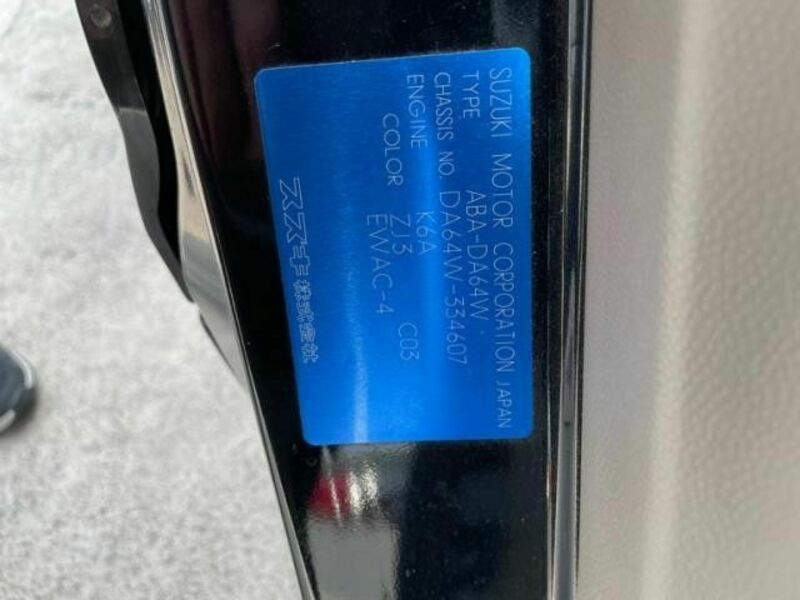 SUZUKI MOTOR CORPORATION JAPAN
TYPE ABA-DA64W
CHASSIS NO. DA64W-334607
ENGINE K6A C03
COLOR ZJ3
EWAC-4
スズキ株式会社